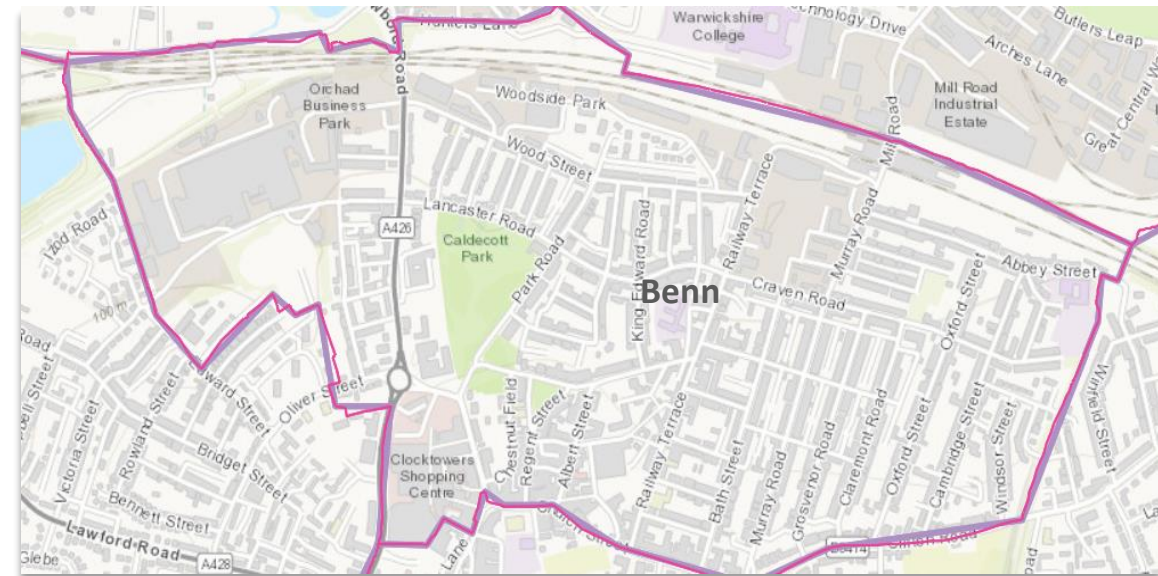 Hunters Lane
Warwickshire
College
Technology Drive
Butlers Leap
Arches Lane
Mill Road
Industrial
Estate
Great Central
Orchad
Business
Park
Road
Woodside Park
Wood Street
Mill Road
Railway Terrace
Murray Road
Lancaster Road
A426
Caldecott
Park
Park Road
King Edward Road
Benn
Craven Road
Abbey Street
Oxford Street
Izod Road
100 m
Road
Edward Street
Oliver Street
Rowland Street
Victoria Street
Bridget Street
Bennett Street
Lawford Road
A428
Glebe
Clocktowers
Shopping
Centre
Chestnut Field
Regent Street
Albert Street
Railway Terrace
Bath Street
Murray Road
Grosvenor Road
Claremont Road
Oxford Street
Cambridge Street
Windsor Street
Winfield Street
Church Street
Lane
B5414
Clifton Road